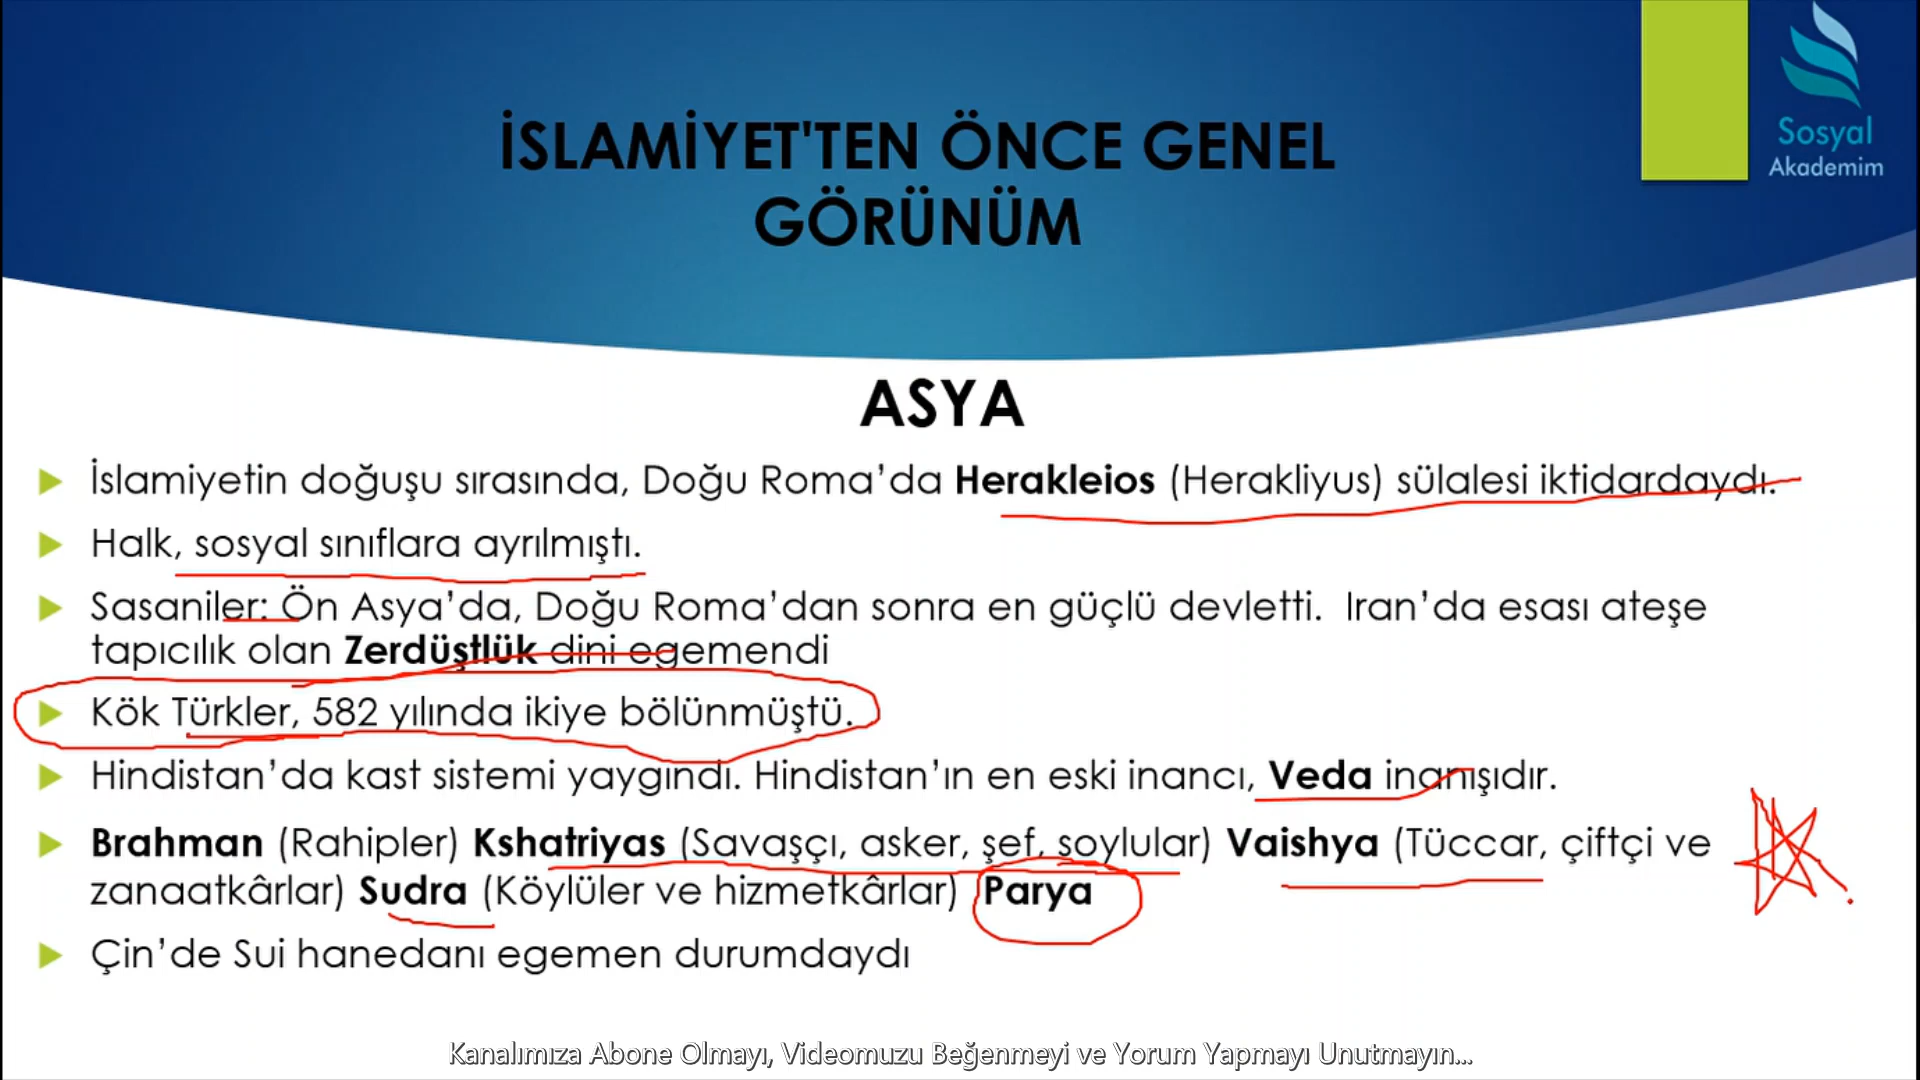 Sosyal
Akademim
İSLAMİYET'TEN ÖNCE GENEL
GÖRÜNÜM
ASYA
İslamiyetin doğuşu sırasında, Doğu Roma’da Herakleios (Herakliyus) sülalesi iktidardaydı.
Halk, sosyal sınıflara ayrılmıştı.
Sasaniler: Ön Asya’da, Doğu Roma’dan sonra en güçlü devletti. Iran’da esası ateşe
tapıcılık olan Zerdüştlük dini egemendi
Kök Türkler, 582 yılında ikiye bölünmüştü.
Hindistan’da kast sistemi yaygındı. Hindistan’ın en eski inancı, Veda inanışıdır.
Brahman (Rahipler) Kshatriyas (Savaşçı, asker, şef, soylular) Vaishya (Tüccar, çiftçi ve
zanaatkârlar) Sudra (Köylüler ve hizmetkârlar) Parya
Çin’de Sui hanedanı egemen durumdaydı
Kanalımıza Abone Olmayı, Videomuzu Beğenmeyi ve Yorum Yapmayı Unutmayın...